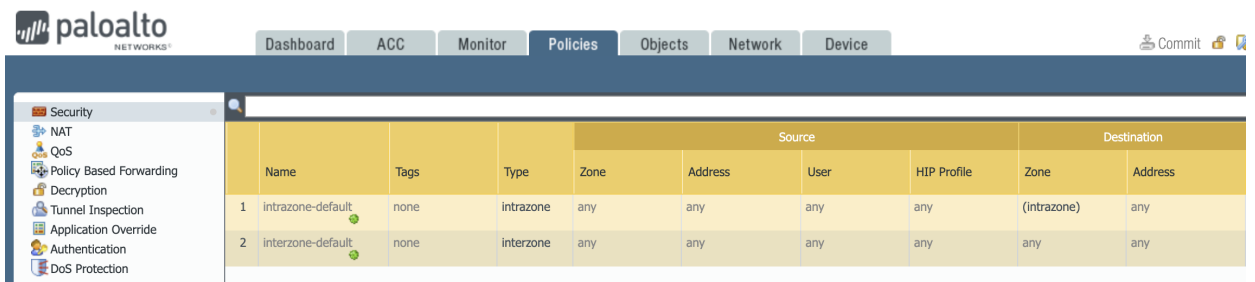 paloalto
NETWORKS®
Dashboard ACC Monitor Policies Objects Network Device Commit
Security
NAT
QoS
Policy Based Forwarding
Decryption
Tunnel Inspection
Application Override
Authentication
DoS Protection
Source Destination
Name Tags Type Zone Address User HIP Profile Zone Address
1 intrazone-default none intrazone any any any any (intrazone) any
2 interzone-default none interzone any any any any any any